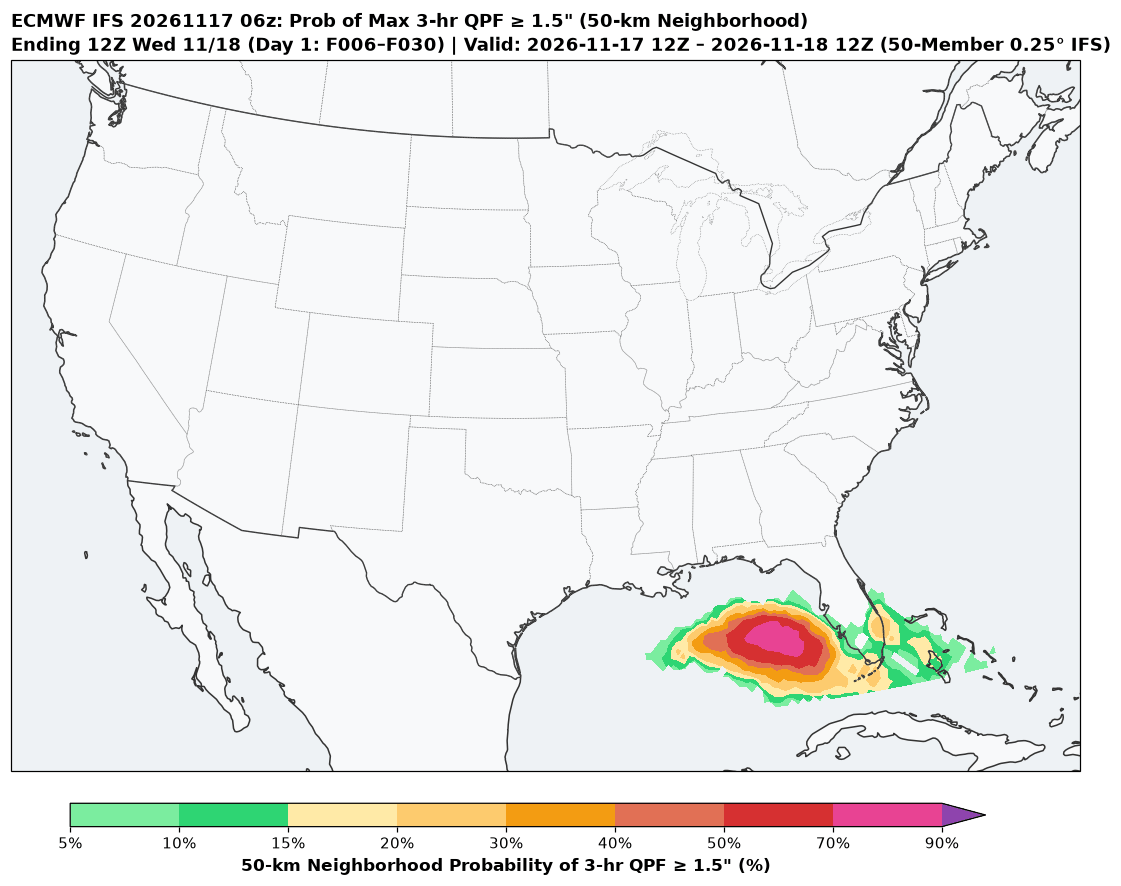 ECMWF IFS 20261117 06z: Prob of Max 3-hr QPF ≥ 1.5" (50-km Neighborhood)
Ending 12Z Wed 11/18 (Day 1: F006–F030) | Valid: 2026-11-17 12Z – 2026-11-18 12Z (50-Member 0.25° IFS)
5% 10% 15% 20% 30% 40% 50% 70% 90%
50-km Neighborhood Probability of 3-hr QPF ≥ 1.5" (%)